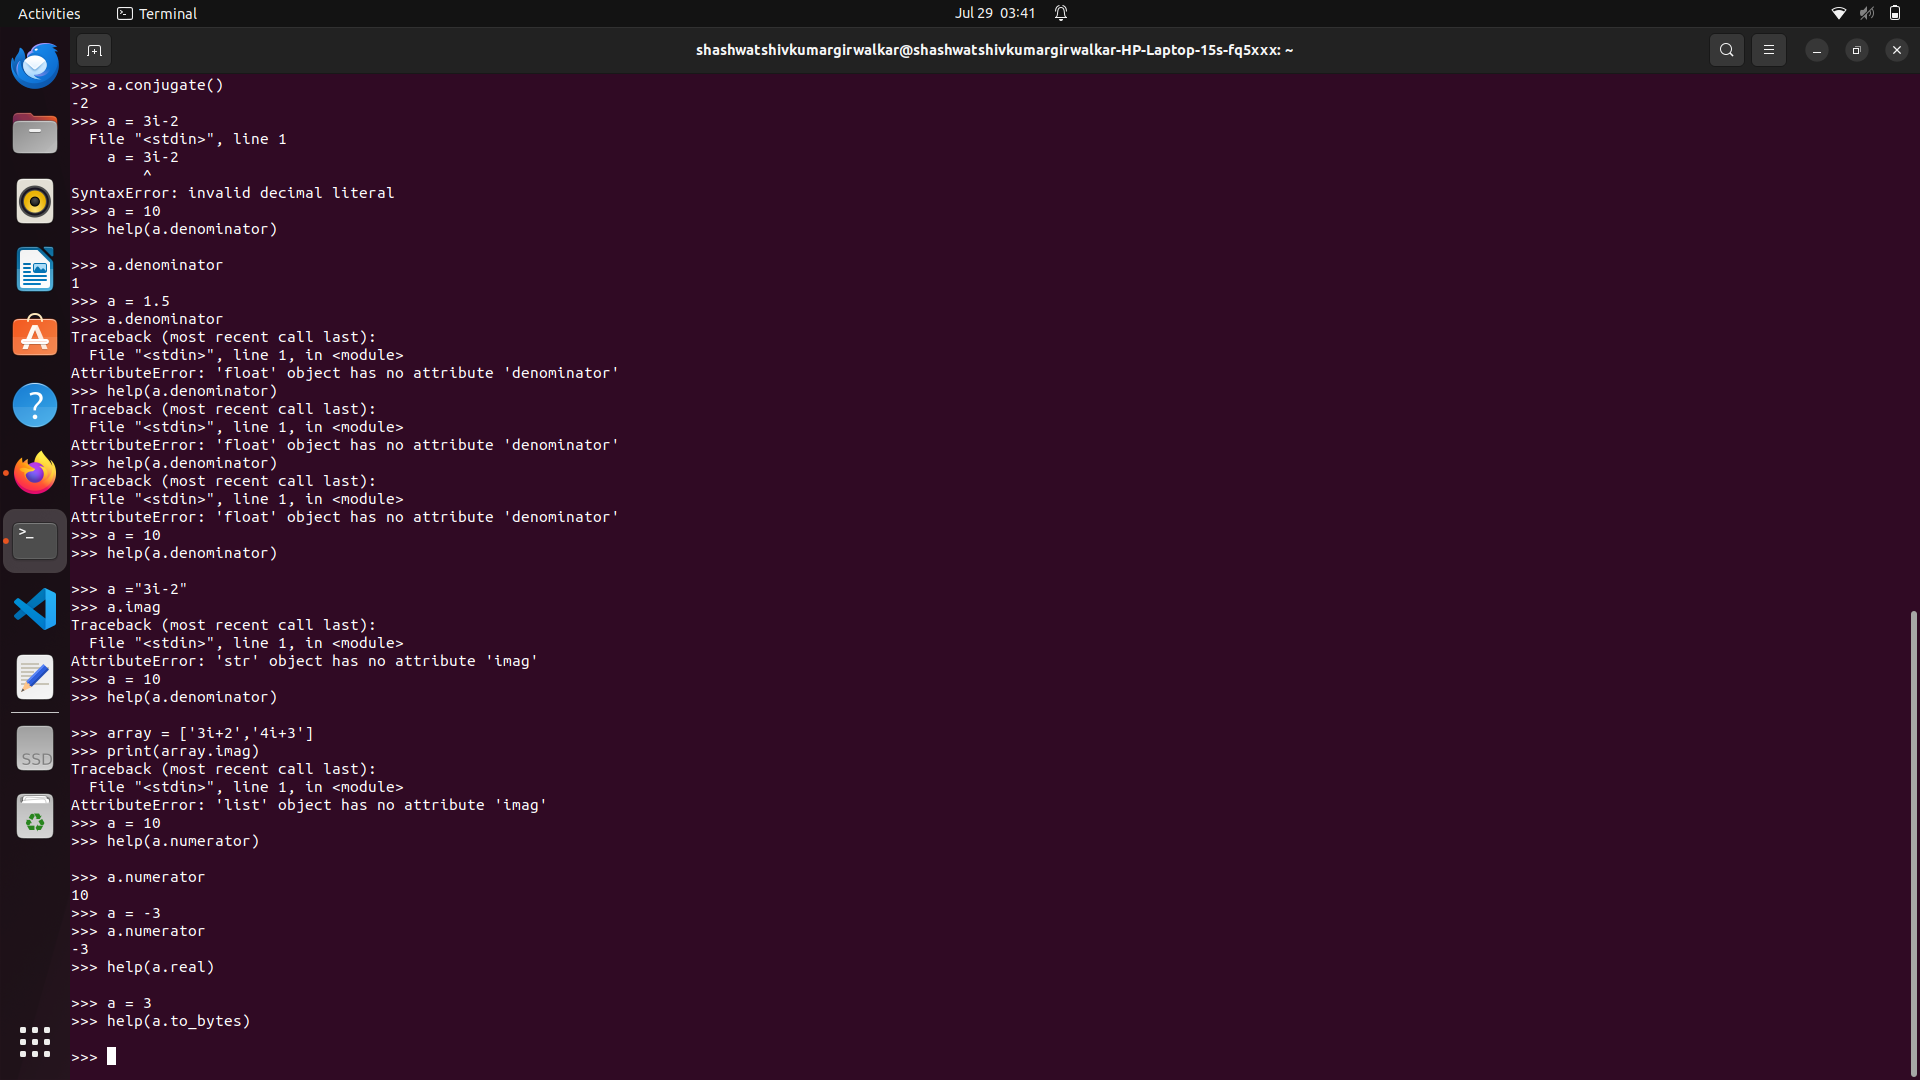 Activities
Terminal
Jul 29 03:41
shashwatshivkumargirwalkar@shashwatshivkumargirwalkar-HP-Laptop-15s-fq5xxx: ~
>>> a.conjugate()
-2
>>> a = 3i-2
  File "<stdin>", line 1
    a = 3i-2
        ^
SyntaxError: invalid decimal literal
>>> a = 10
>>> help(a.denominator)

>>> a.denominator
1
>>> a = 1.5
>>> a.denominator
Traceback (most recent call last):
  File "<stdin>", line 1, in <module>
AttributeError: 'float' object has no attribute 'denominator'
>>> help(a.denominator)
Traceback (most recent call last):
  File "<stdin>", line 1, in <module>
AttributeError: 'float' object has no attribute 'denominator'
>>> help(a.denominator)
Traceback (most recent call last):
  File "<stdin>", line 1, in <module>
AttributeError: 'float' object has no attribute 'denominator'
>>> a = 10
>>> help(a.denominator)

>>> a ="3i-2"
>>> a.imag
Traceback (most recent call last):
  File "<stdin>", line 1, in <module>
AttributeError: 'str' object has no attribute 'imag'
>>> a = 10
>>> help(a.denominator)

>>> array = ['3i+2','4i+3']
>>> print(array.imag)
Traceback (most recent call last):
  File "<stdin>", line 1, in <module>
AttributeError: 'list' object has no attribute 'imag'
>>> a = 10
>>> help(a.numerator)

>>> a.numerator
10
>>> a = -3
>>> a.numerator
-3
>>> help(a.real)

>>> a = 3
>>> help(a.to_bytes)

>>>
SSD